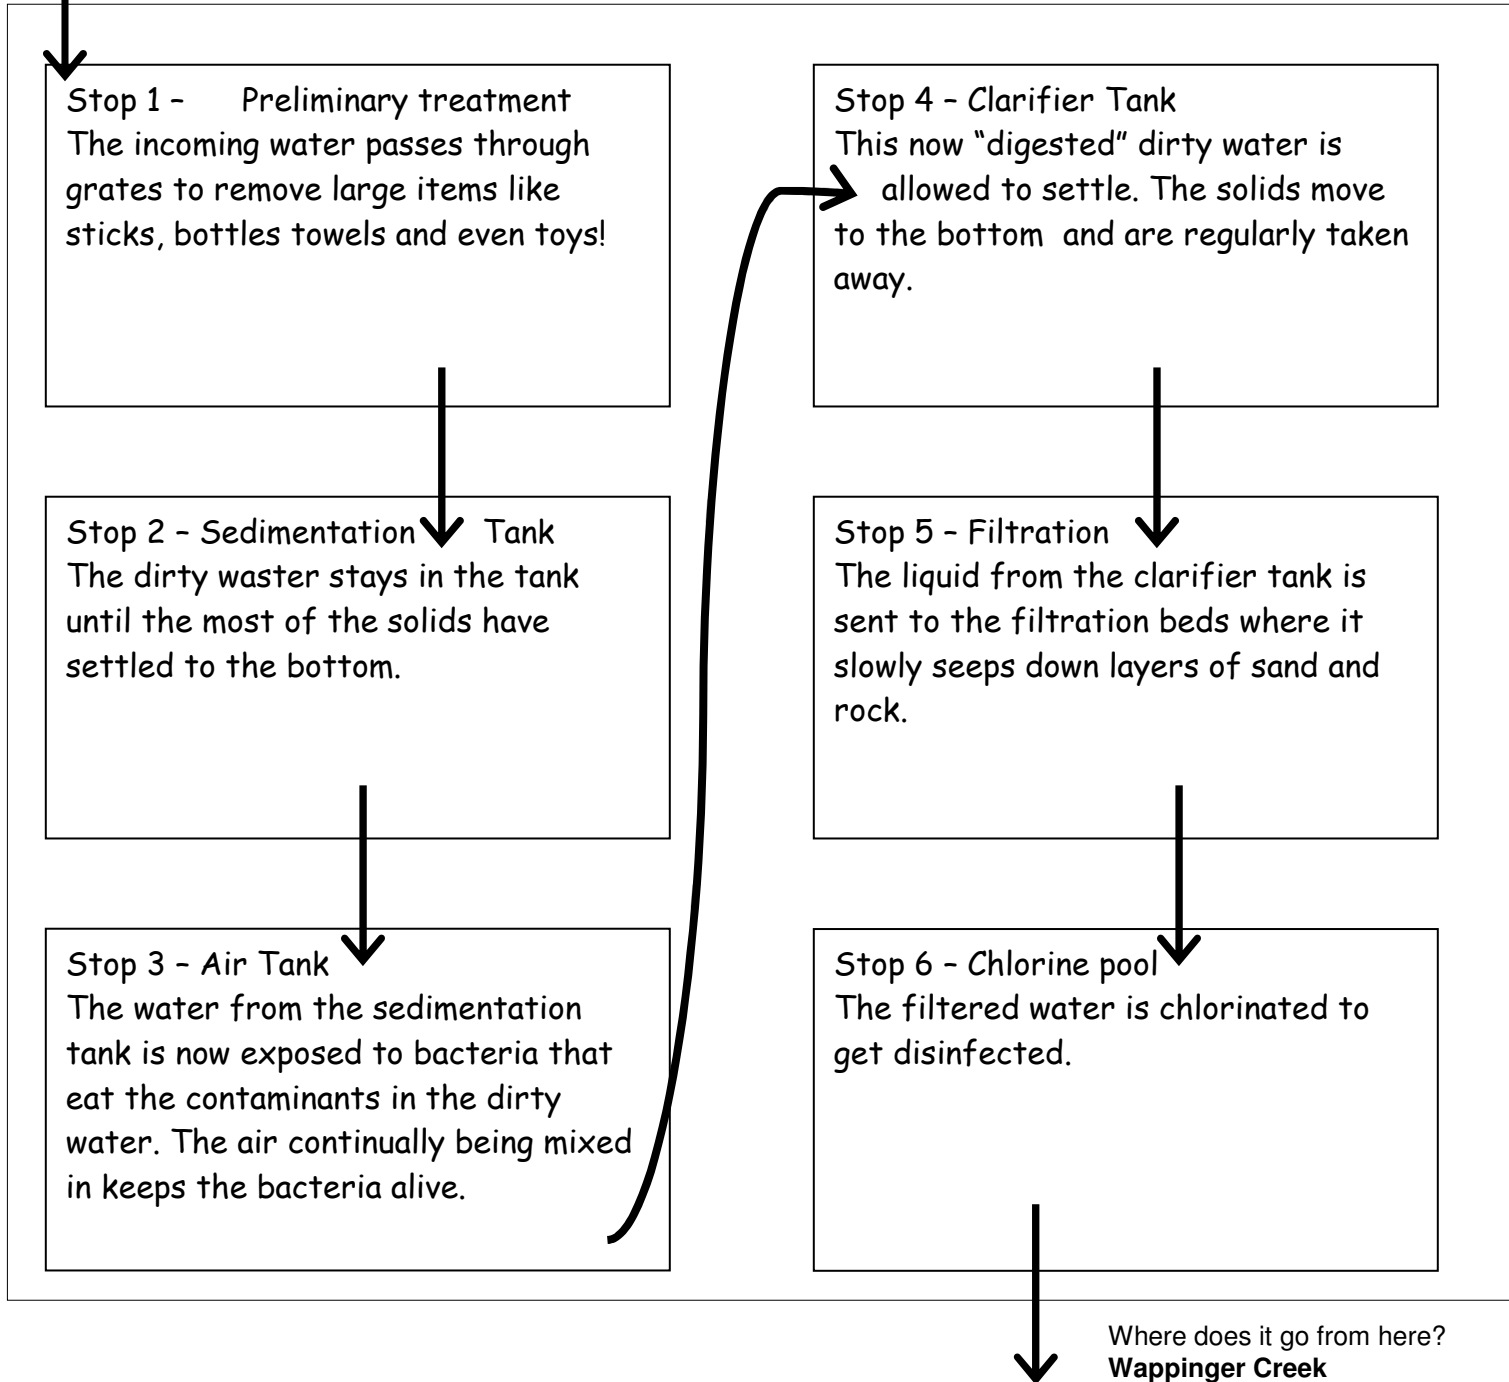 Stop 1 – Preliminary treatment
The incoming water passes through
grates to remove large items like
sticks, bottles towels and even toys!
Stop 2 – Sedimentation Tank
The dirty waster stays in the tank
until the most of the solids have
settled to the bottom.
Stop 3 – Air Tank
The water from the sedimentation
tank is now exposed to bacteria that
eat the contaminants in the dirty
water. The air continually being mixed
in keeps the bacteria alive.
Stop 4 – Clarifier Tank
This now “digested” dirty water is
allowed to settle. The solids move
to the bottom and are regularly taken
away.
Stop 5 – Filtration
The liquid from the clarifier tank is
sent to the filtration beds where it
slowly seeps down layers of sand and
rock.
Stop 6 – Chlorine pool
The filtered water is chlorinated to
get disinfected.
Where does it go from here?
Wappinger Creek